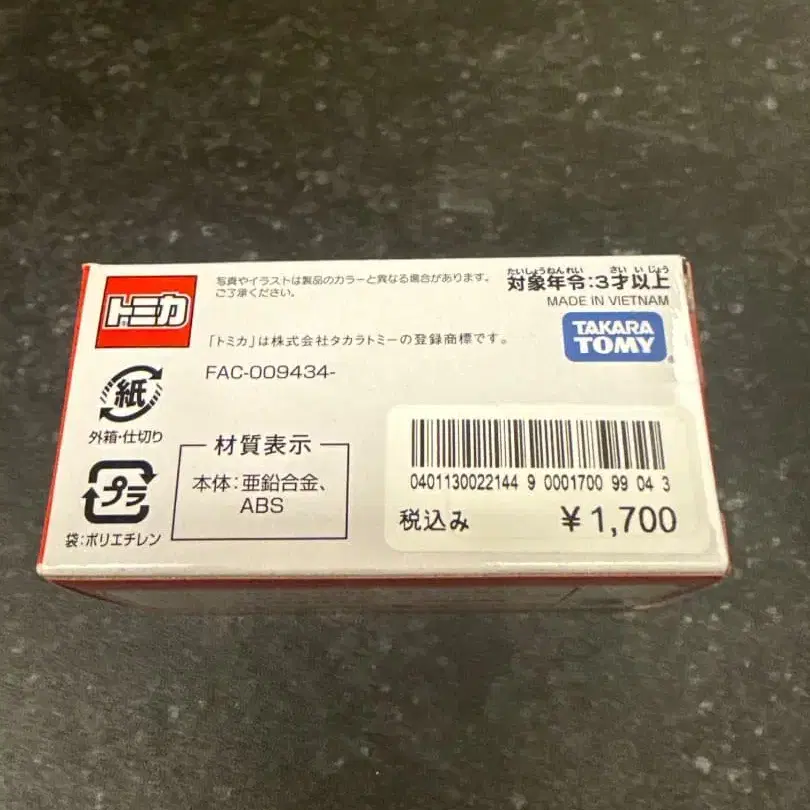 トミカ
写真やイラストは製品のカラーと異なる場合があります。
ご了承ください。
たいしょうねんれい さいいじょう
対象年令:3才以上
MADE IN VIETNAM
TAKARA
TOMY
「トミカ」は株式会社タカラトミーの登録商標です。
FAC-009434-
紙
外箱・仕切り
プラ
袋:ポリエチレン
材質表示
本体:亜鉛合金、
ABS
0401130022144 9 0001700 99 04 3
税込み ¥1,700